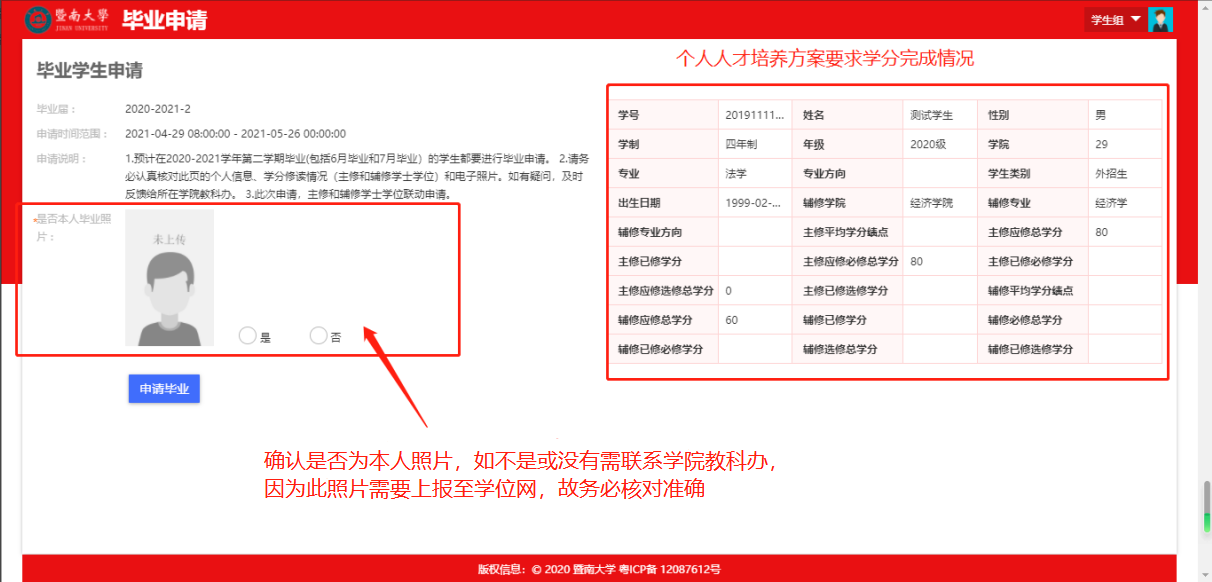 暨南大學
JINAN UNIVERSITY
毕业申请
学生组
毕业学生申请
毕业届：
2020-2021-2
申请时间范围：
2021-04-29 08:00:00 - 2021-05-26 00:00:00
申请说明：
1.预计在2020-2021学年第二学期毕业(包括6月毕业和7月毕业）的学生都要进行毕业申请。 2.请务
必认真核对此页的个人信息、学分修读情况（主修和辅修学士学位）和电子照片。如有疑问，及时
反馈给所在学院教科办。 3.此次申请，主修和辅修学士学位联动申请。
*是否本人毕业照
片：
未上传
是
否
申请毕业
个人人才培养方案要求学分完成情况
学号 20191111... 姓名 测试学生 性别 男
学制 四年制 年级 2020级 学院 29
专业 法学 专业方向 学生类别 外招生
出生日期 1999-02-... 辅修学院 经济学院 辅修专业 经济学
辅修专业方向 主修平均学分绩点 主修应修总学分 80
主修已修学分 主修应修必修总学分 80 主修已修必修学分
主修应修选修总学分 0 主修已修选修学分 辅修平均学分绩点
辅修应修总学分 60 辅修已修学分 辅修必修总学分
辅修已修必修学分 辅修选修总学分 辅修已修选修学分
确认是否为本人照片，如不是或没有需联系学院教科办，
因为此照片需要上报至学位网，故务必核对准确
版权信息：© 2020 暨南大学 粤ICP备 12087612号